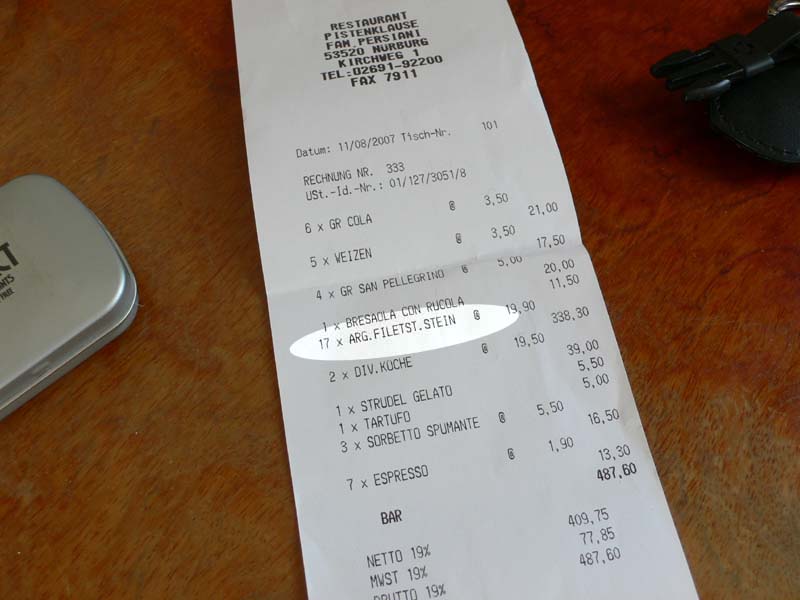 RESTAURANT
PISTENKLAUSE
FAM.PERSIANI
53520 NÜRBURG
KIRCHWEG 1
TEL:02691-92200
FAX 7911
Datum: 11/08/2007 Tisch-Nr. 101
RECHNUNG NR. 333
USt.-Id.-Nr.: 01/127/3051/8
6 x GR COLA @ 3,50 21,00
5 x WEIZEN @ 3,50 17,50
4 x GR SAN PELLEGRINO @ 5,00 20,00
1 x BRESAOLA CON RUCOLA 11,50
17 x ARG.FILETST.STEIN @ 19,90 338,30
2 x DIV.KÜCHE @ 19,50 39,00
1 x STRUDEL GELATO 5,50
1 x TARTUFO 5,00
3 x SORBETTO SPUMANTE @ 5,50 16,50
7 x ESPRESSO @ 1,90 13,30
BAR 487,60
NETTO 19% 409,75
MWST 19% 77,85
BRUTTO 19% 487,60